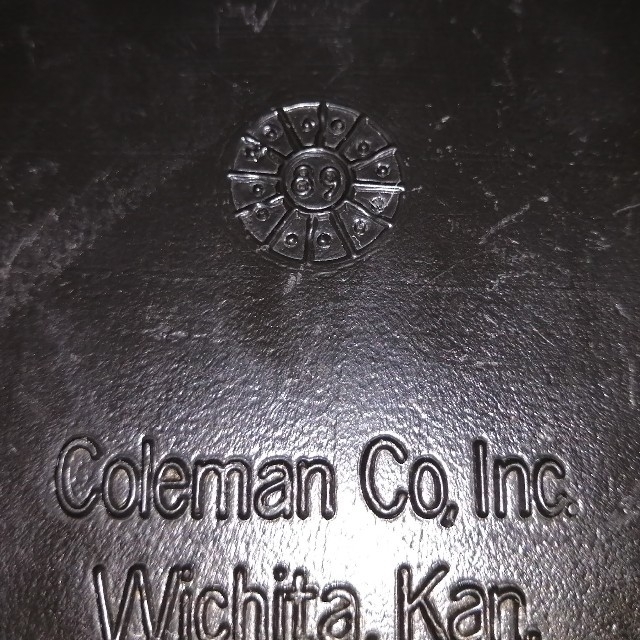 89
Coleman Co, Inc.
Wichita, Kan.